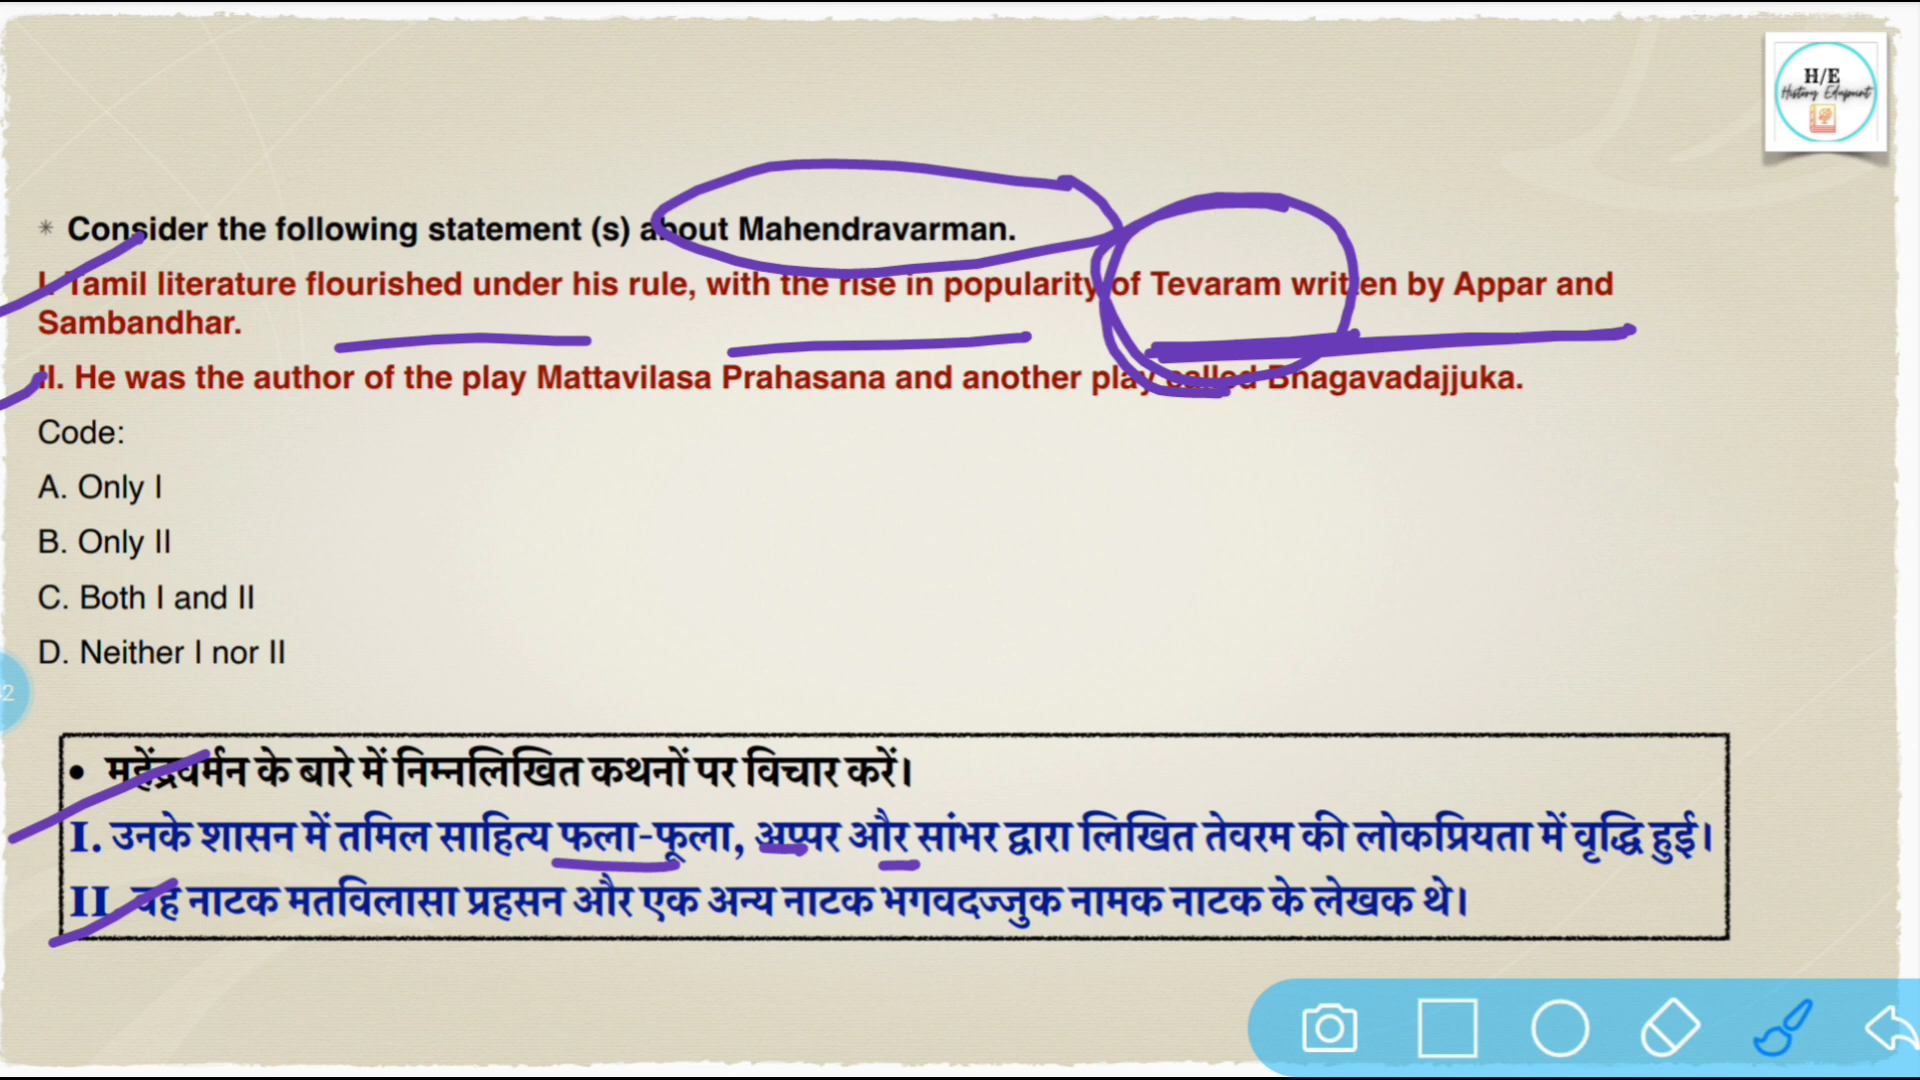 H/E
History Edupoint
Consider the following statement (s) about Mahendravarman.
I. Tamil literature flourished under his rule, with the rise in popularity of Tevaram written by Appar and
Sambandhar.
II. He was the author of the play Mattavilasa Prahasana and another play called Bhagavadajjuka.
Code:
A. Only I
B. Only II
C. Both I and II
D. Neither I nor II
2
• महेंद्रवर्मन के बारे में निम्नलिखित कथनों पर विचार करें।
I. उनके शासन में तमिल साहित्य फला-फूला, अप्पर और सांभर द्वारा लिखित तेवरम की लोकप्रियता में वृद्धि हुई।
II. वह नाटक मतविलासा प्रहसन और एक अन्य नाटक भगवदज्जुक नामक नाटक के लेखक थे।